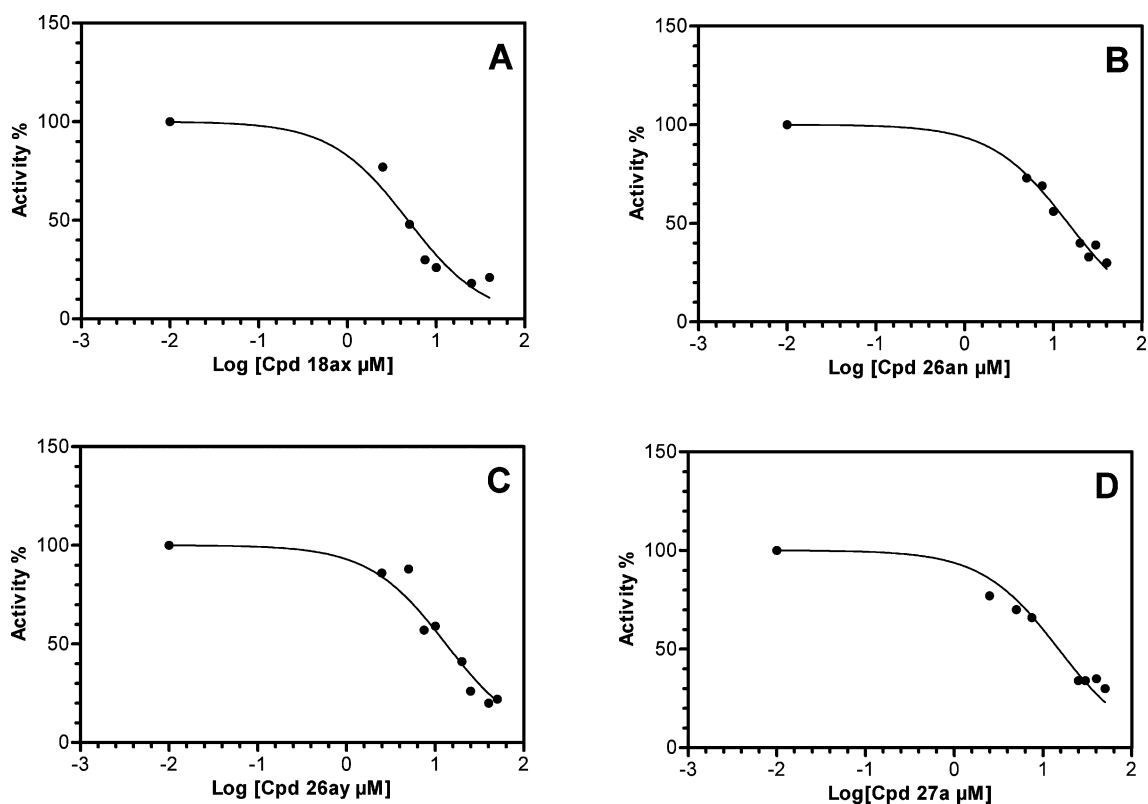 A
150
100
50
0
Activity %
-3 -2 -1 0 1 2
Log [Cpd 18ax µM]
B
150
100
50
0
Activity %
-3 -2 -1 0 1 2
Log [Cpd 26an µM]
C
150
100
50
0
Activity %
-3 -2 -1 0 1 2
Log [Cpd 26ay µM]
D
150
100
50
0
Activity %
-3 -2 -1 0 1 2
Log[Cpd 27a µM]